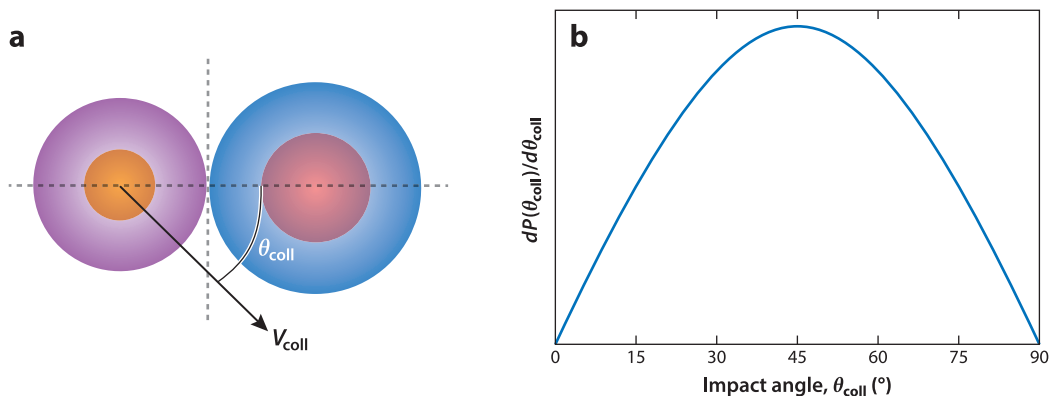 a
θcoll
Vcoll
b
dP(θcoll)/dθcoll
0 15 30 45 60 75 90
Impact angle, θcoll (°)